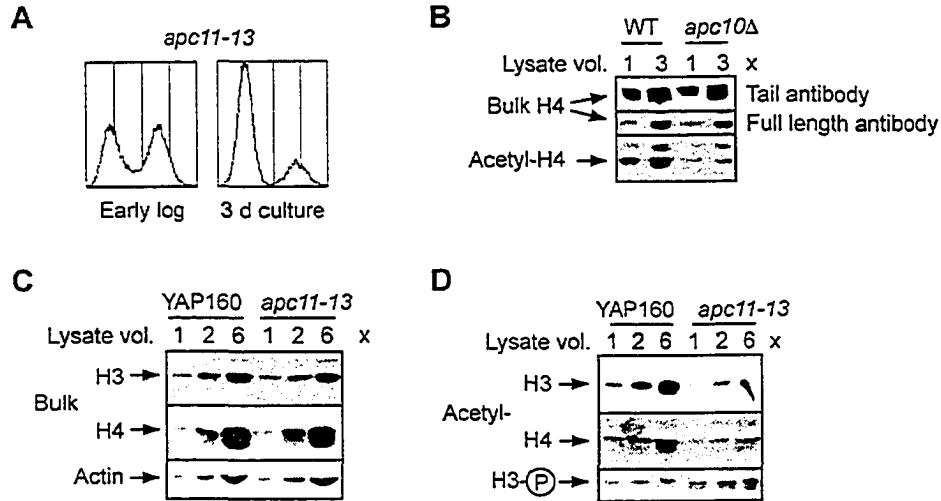 A
apc11-13
Early log
3 d culture
B
WT apc10Δ
Lysate vol. 1 3 1 3 x
Bulk H4
Tail antibody
Full length antibody
Acetyl-H4
C
YAP160 apc11-13
Lysate vol. 1 2 6 1 2 6 x
H3
Bulk
H4
Actin
D
YAP160 apc11-13
Lysate vol. 1 2 6 1 2 6 x
H3
Acetyl-
H4
H3-P